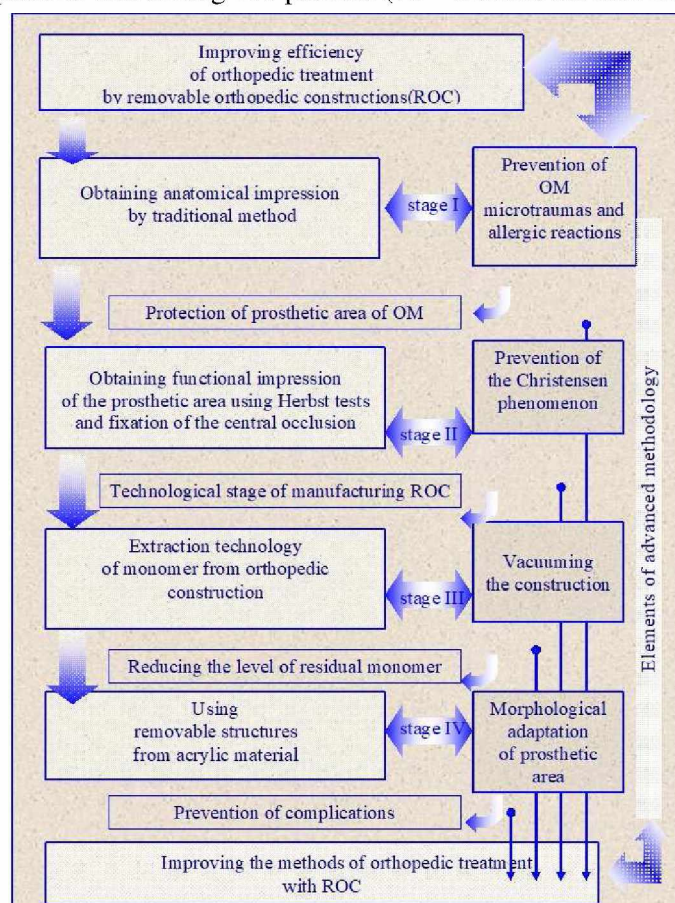 Improving efficiency
of orthopedic treatment
by removable orthopedic constructions(ROC)
Obtaining anatomical impression
by traditional method
stage I
Prevention of
OM
microtraumas and
allergic reactions
Protection of prosthetic area of OM
Obtaining functional impression
of the prosthetic area using Herbst tests
and fixation of the central occlusion
stage II
Prevention of
the Christensen
phenomenon
Technological stage of manufacturing ROC
Extraction technology
of monomer from orthopedic
construction
stage III
Vacuuming
the construction
Reducing the level of residual monomer
Using
removable structures
from acrylic material
stage IV
Morphological
adaptation
of prosthetic
area
Prevention of complications
Improving the methods of orthopedic treatment
with ROC
Elements of advanced methodology